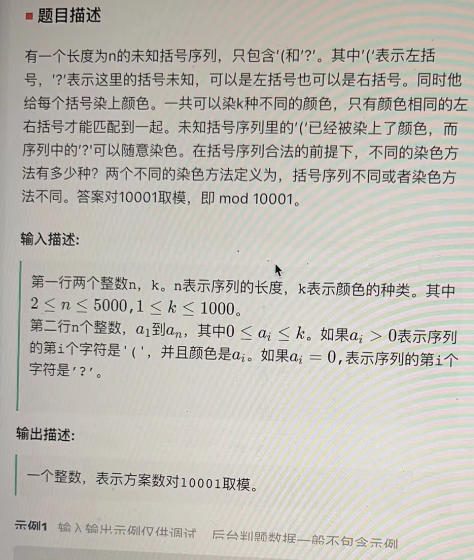 题目描述
有一个长度为n的未知括号序列，只包含'(和'?'。其中'('表示左括
号，'?'表示这里的括号未知，可以是左括号也可以是右括号。同时他
给每个括号染上颜色。一共可以染k种不同的颜色，只有颜色相同的左
右括号才能匹配到一起。未知括号序列里的'('已经被染上了颜色，而
序列中的'?'可以随意染色。在括号序列合法的前提下，不同的染色方
法有多少种？两个不同的染色方法定义为，括号序列不同或者染色方
法不同。答案对10001取模，即 mod 10001。
输入描述:
第一行两个整数n，k。n表示序列的长度，k表示颜色的种类。其中
2 ≤ n ≤ 5000,1 ≤ k ≤ 1000。
第二行n个整数，a₁到aₙ，其中0 ≤ aᵢ ≤ k。如果aᵢ > 0表示序列
的第i个字符是'('，并且颜色是aᵢ。如果aᵢ = 0,表示序列的第i个
字符是'?'。
输出描述:
一个整数，表示方案数对10001取模。
示例1 输入输出示例仅供调试，后台判题数据一般不包含示例